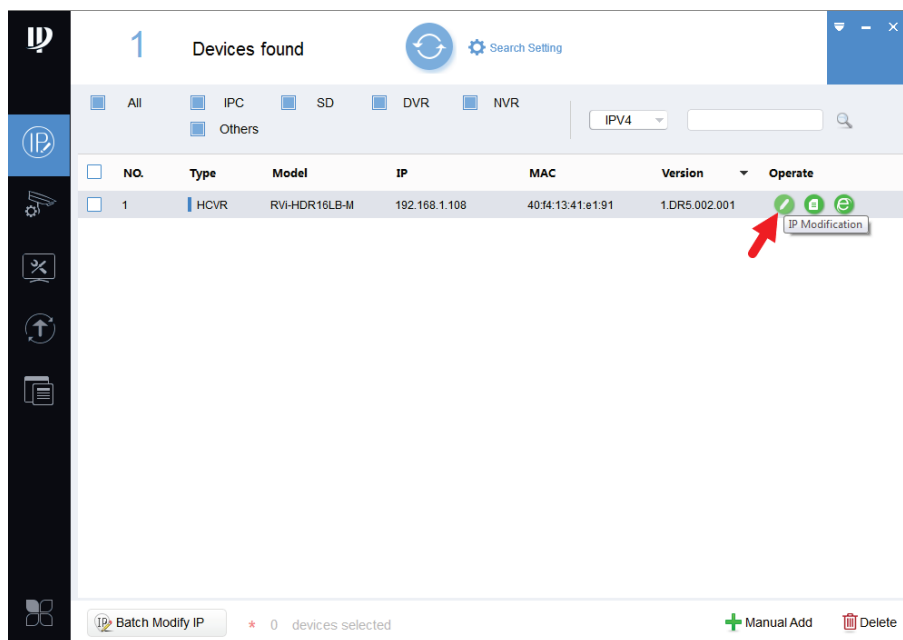 1 Devices found Search Setting
All IPC SD DVR NVR
Others
IPV4
NO. Type Model IP MAC Version Operate
1 HCVR RVi-HDR16LB-M 192.168.1.108 40:f4:13:41:e1:91 1.DR5.002.001
IP Modification
Batch Modify IP * 0 devices selected Manual Add Delete